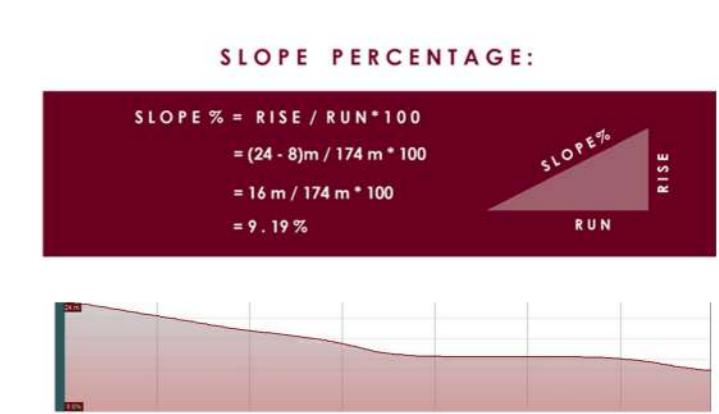 SLOPE PERCENTAGE:
SLOPE % = RISE / RUN*100
= (24 - 8)m / 174 m * 100
= 16 m / 174 m * 100
= 9.19%
SLOPE%
RISE
RUN
24 m